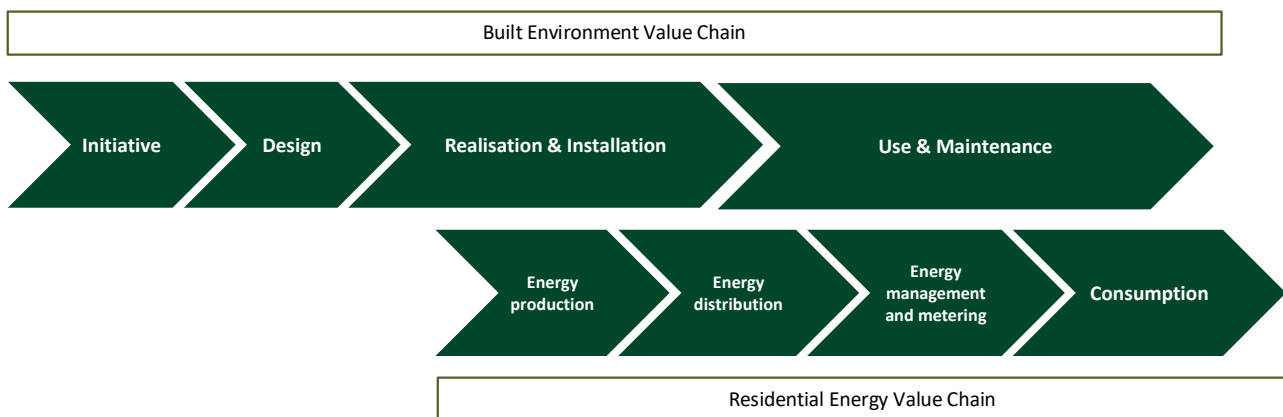 Built Environment Value Chain
Initiative
Design
Realisation & Installation
Use & Maintenance
Energy
production
Energy
distribution
Energy
management
and metering
Consumption
Residential Energy Value Chain